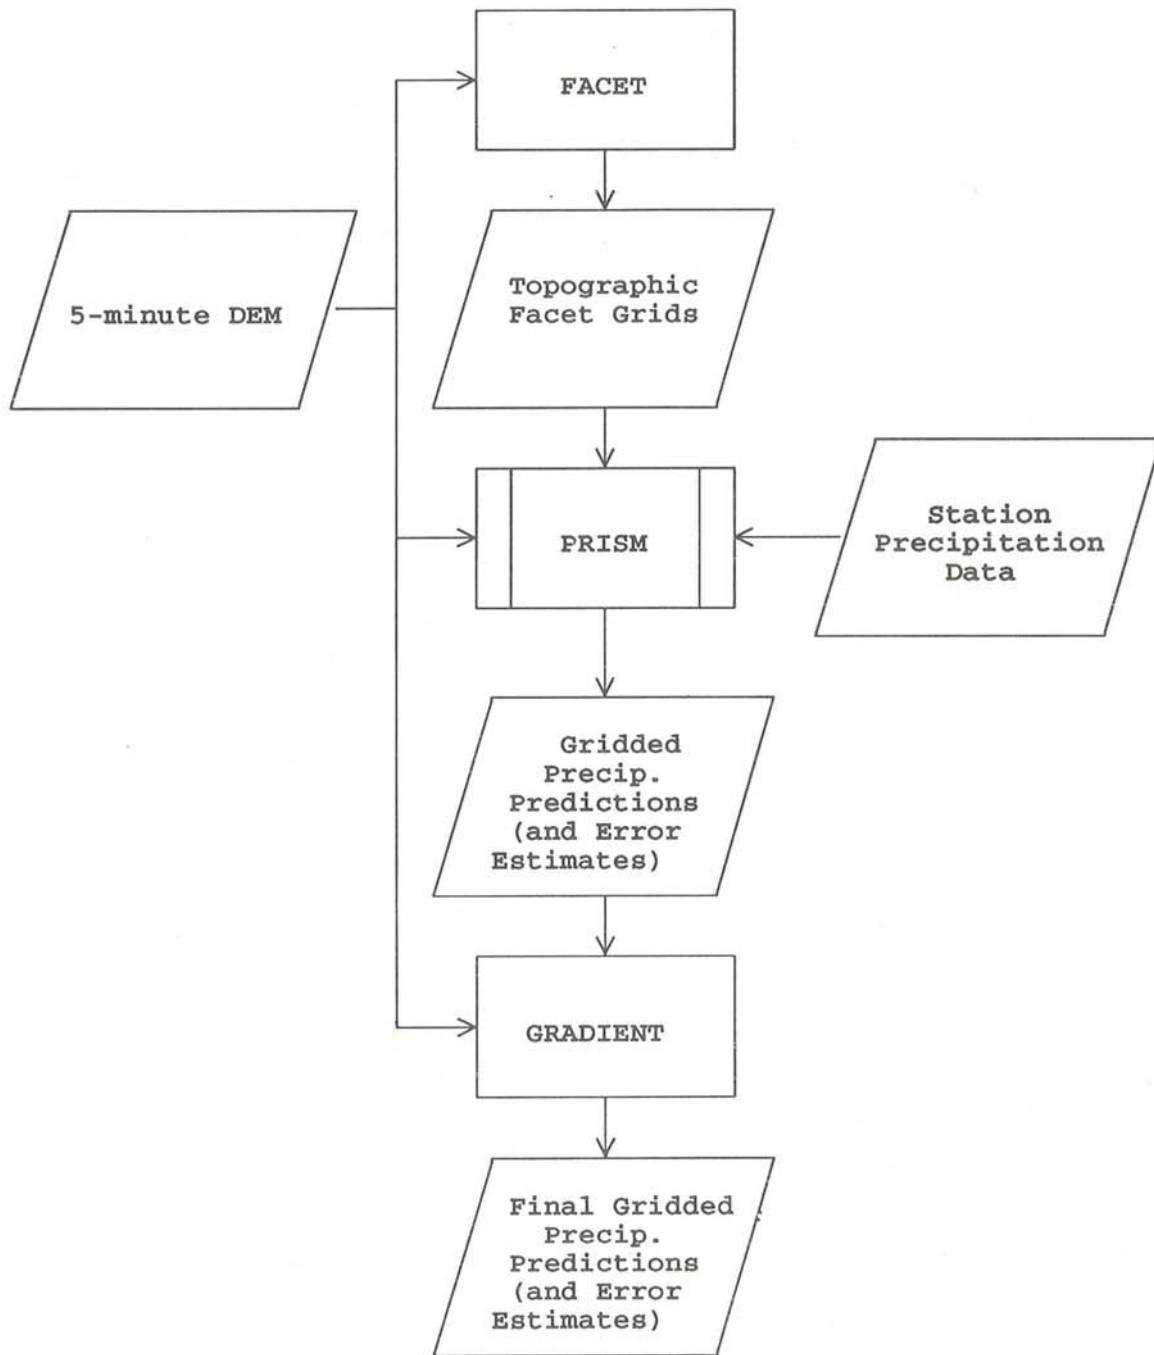 FACET
5-minute DEM
Topographic
Facet Grids
PRISM
Station
Precipitation
Data
Gridded
Precip.
Predictions
(and Error
Estimates)
GRADIENT
Final Gridded
Precip.
Predictions
(and Error
Estimates)